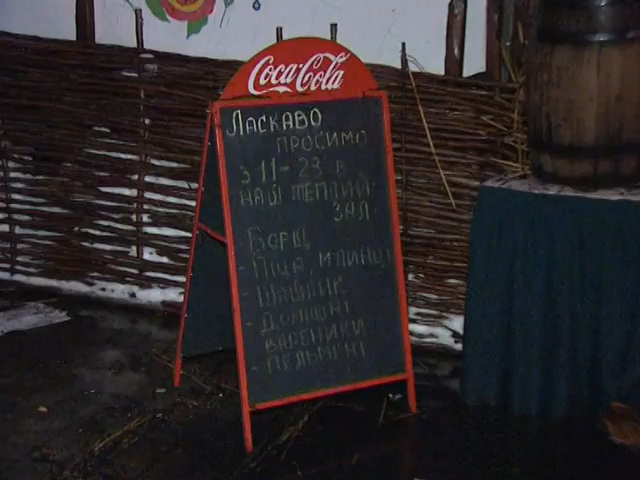 Coca-Cola
ЛАСКАВО
ПРОСИМО
З 11-23 В
НАШ ТЕПЛИЙ
ЗАЛ
БОРЩ
- ПІЦА, МЛИНЦІ
- ШАШЛИК
- ДОМАШНІ
ВАРЕНИКИ
- ПЕЛЬМЕНІ